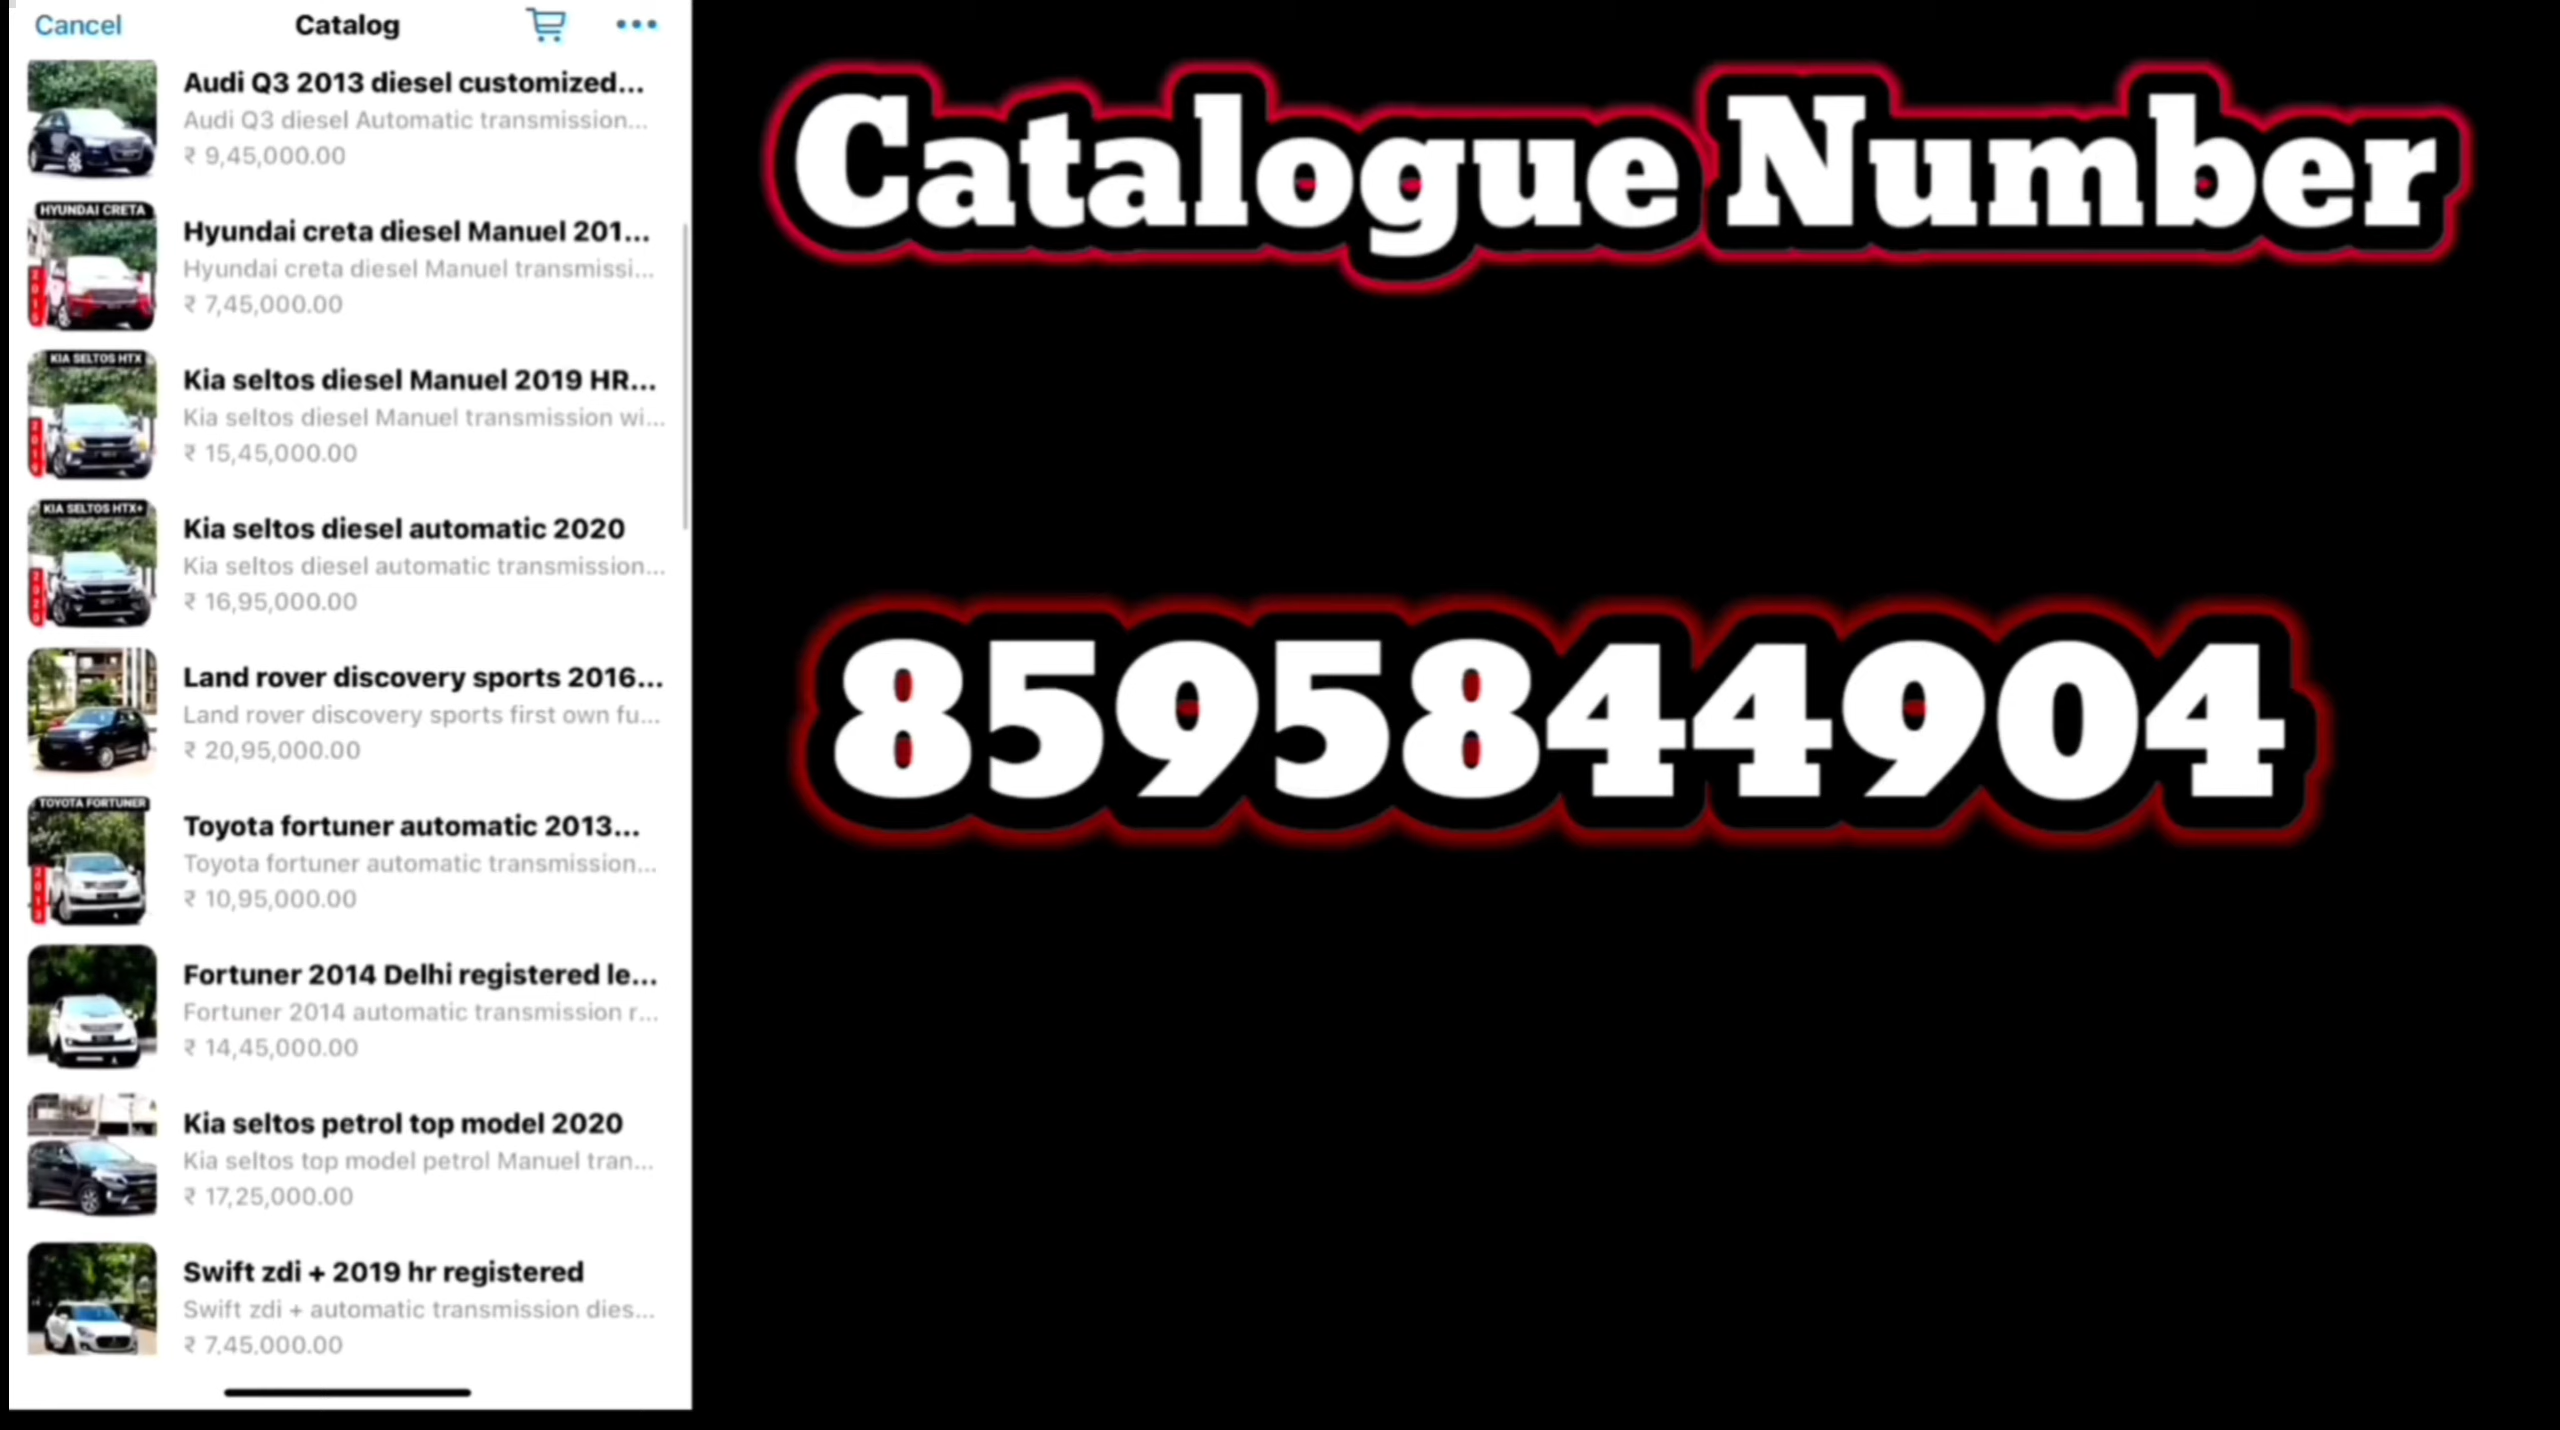 Cancel
Catalog
Audi Q3 2013 diesel customized...
Audi Q3 diesel Automatic transmission...
₹ 9,45,000.00
HYUNDAI CRETA
Hyundai creta diesel Manuel 201...
Hyundai creta diesel Manuel transmissi...
₹ 7,45,000.00
KIA SELTOS HTX
Kia seltos diesel Manuel 2019 HR...
Kia seltos diesel Manuel transmission wi...
₹ 15,45,000.00
KIA SELTOS HTX+
2020
Kia seltos diesel automatic 2020
Kia seltos diesel automatic transmission...
₹ 16,95,000.00
Land rover discovery sports 2016...
Land rover discovery sports first own fu...
₹ 20,95,000.00
TOYOTA FORTUNER
2013
Toyota fortuner automatic 2013...
Toyota fortuner automatic transmission...
₹ 10,95,000.00
Fortuner 2014 Delhi registered le...
Fortuner 2014 automatic transmission r...
₹ 14,45,000.00
Kia seltos petrol top model 2020
Kia seltos top model petrol Manuel tran...
₹ 17,25,000.00
Swift zdi + 2019 hr registered
Swift zdi + automatic transmission dies...
₹ 7,45,000.00
Catalogue Number
8595844904